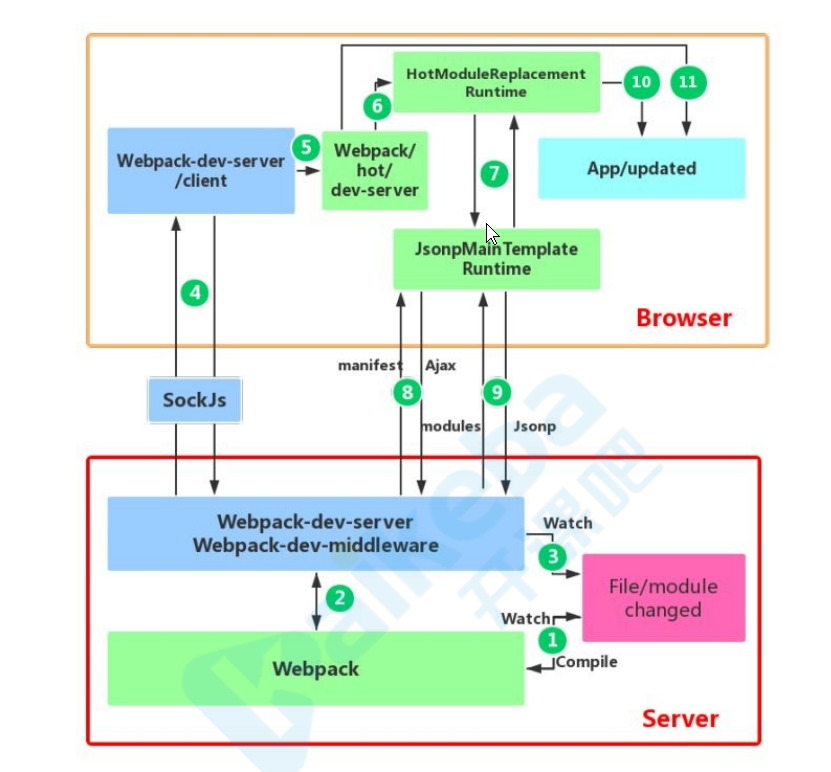 HotModuleReplacement
Runtime
10
11
6
5
Webpack-dev-server
/client
Webpack/
hot/
dev-server
7
App/updated
JsonpMainTemplate
Runtime
4
Browser
manifest
Ajax
SockJs
8
9
modules
Jsonp
Webpack-dev-server
Webpack-dev-middleware
Watch
3
File/module
changed
2
Watch
1
Compile
Webpack
Server
Kaikeba
开课吧